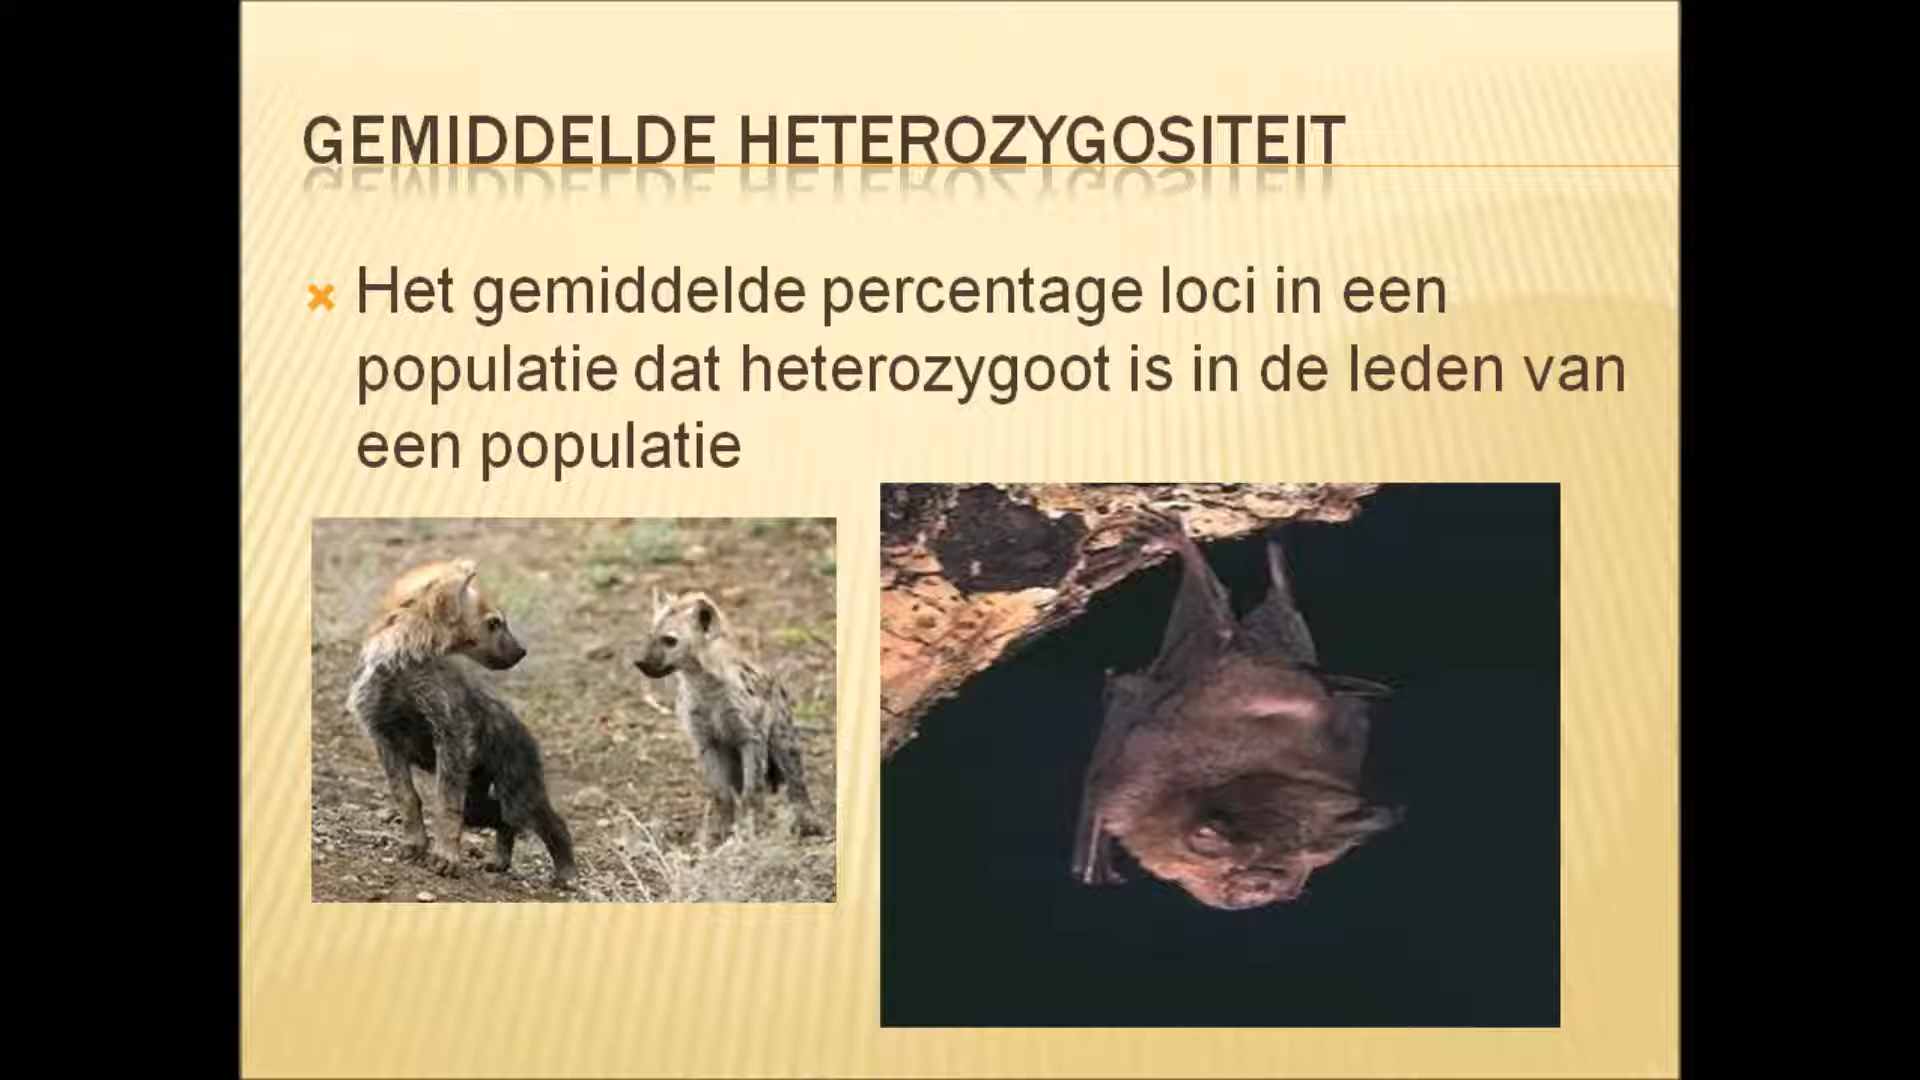 GEMIDDELDE HETEROZYGOSITEIT
Het gemiddelde percentage loci in een
populatie dat heterozygoot is in de leden van
een populatie